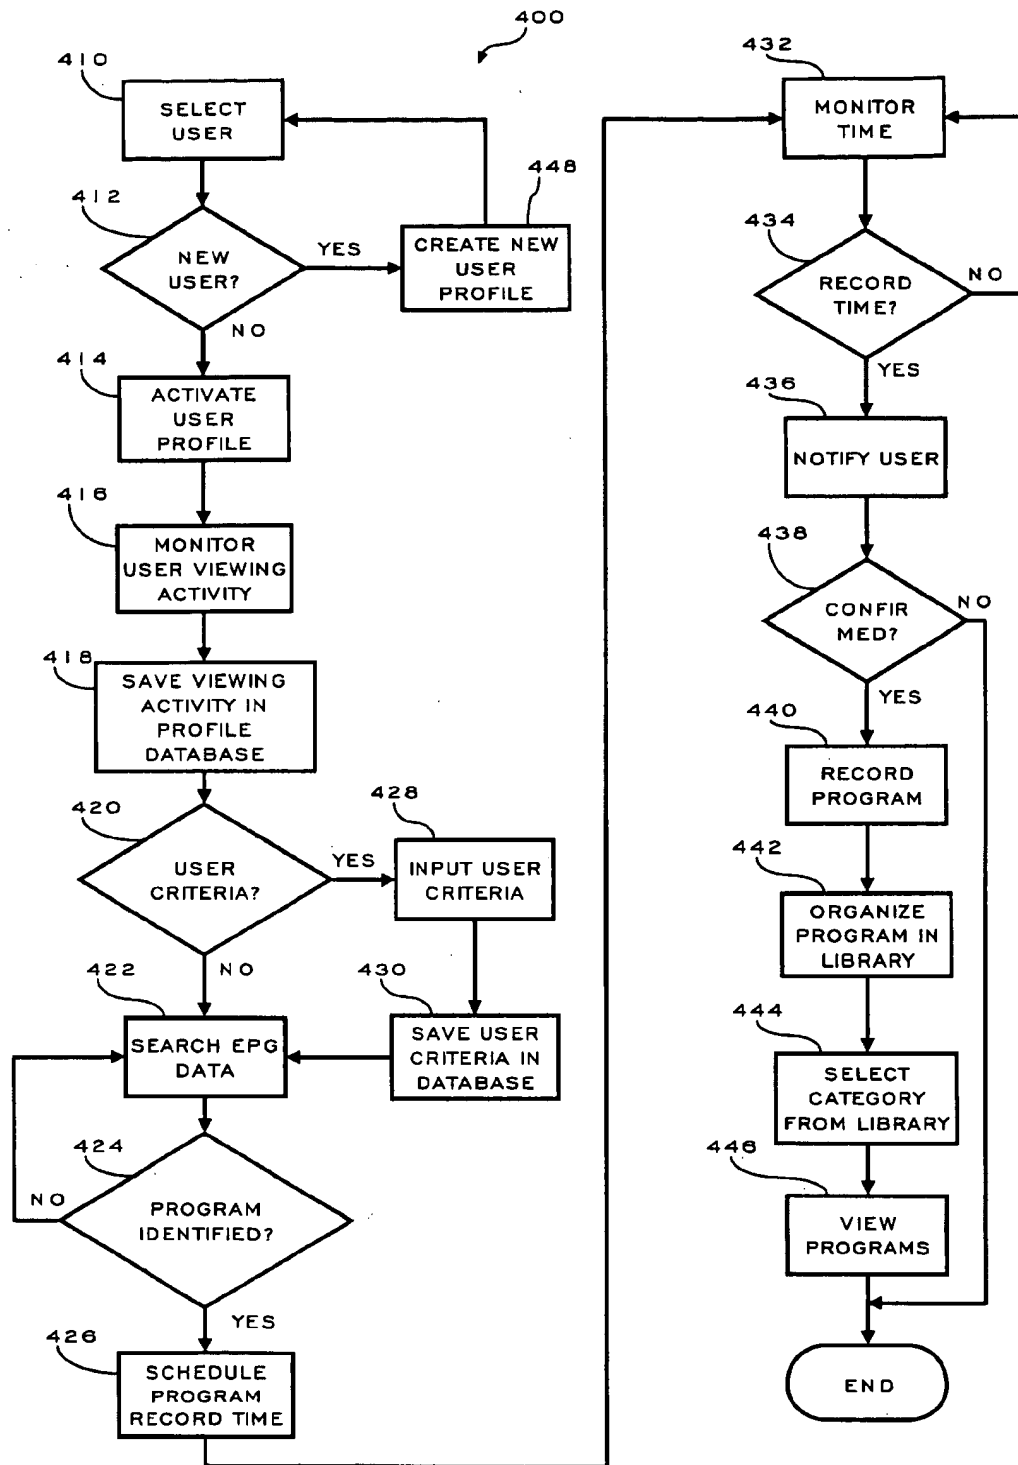 400
410
SELECT
USER
412
NEW
USER?
YES
448
CREATE NEW
USER
PROFILE
NO
414
ACTIVATE
USER
PROFILE
416
MONITOR
USER VIEWING
ACTIVITY
418
SAVE VIEWING
ACTIVITY IN
PROFILE
DATABASE
420
USER
CRITERIA?
YES
428
INPUT USER
CRITERIA
NO
422
SEARCH EPG
DATA
430
SAVE USER
CRITERIA IN
DATABASE
424
NO
PROGRAM
IDENTIFIED?
YES
426
SCHEDULE
PROGRAM
RECORD TIME
432
MONITOR
TIME
434
RECORD
TIME?
NO
YES
436
NOTIFY USER
438
CONFIR
MED?
NO
YES
440
RECORD
PROGRAM
442
ORGANIZE
PROGRAM IN
LIBRARY
444
SELECT
CATEGORY
FROM LIBRARY
446
VIEW
PROGRAMS
END